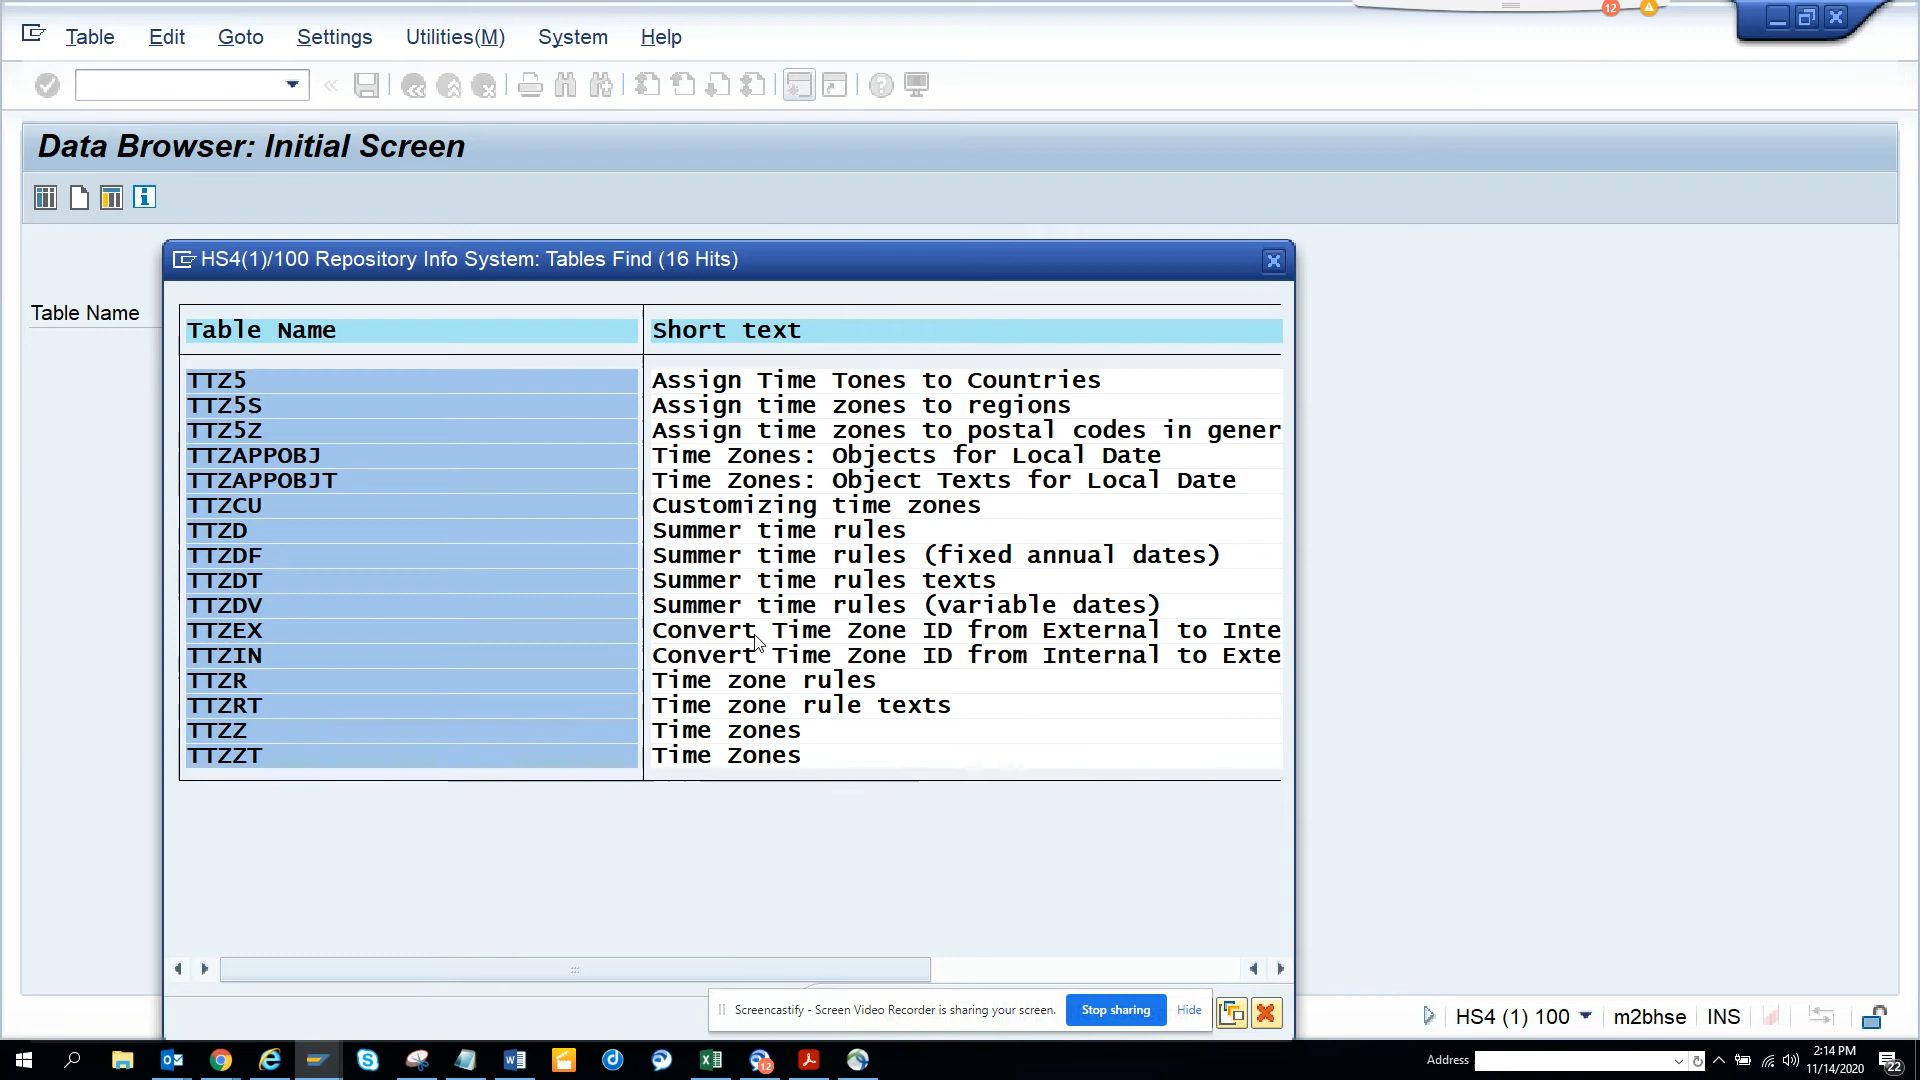 12
Table Edit Goto Settings Utilities(M) System Help
Data Browser: Initial Screen
HS4(1)/100 Repository Info System: Tables Find (16 Hits)
Table Name
Table Name Short text
TTZ5 Assign Time Tones to Countries
TTZ5S Assign time zones to regions
TTZ5Z Assign time zones to postal codes in gener
TTZAPPOBJ Time Zones: Objects for Local Date
TTZAPPOBJT Time Zones: Object Texts for Local Date
TTZCU Customizing time zones
TTZD Summer time rules
TTZDF Summer time rules (fixed annual dates)
TTZDT Summer time rules texts
TTZDV Summer time rules (variable dates)
TTZEX Convert Time Zone ID from External to Inte
TTZIN Convert Time Zone ID from Internal to Exte
TTZR Time zone rules
TTZRT Time zone rule texts
TTZZ Time zones
TTZZT Time Zones
Screencastify - Screen Video Recorder is sharing your screen. Stop sharing Hide
HS4 (1) 100 m2bhse INS
12
Address
2:14 PM
11/14/2020
22